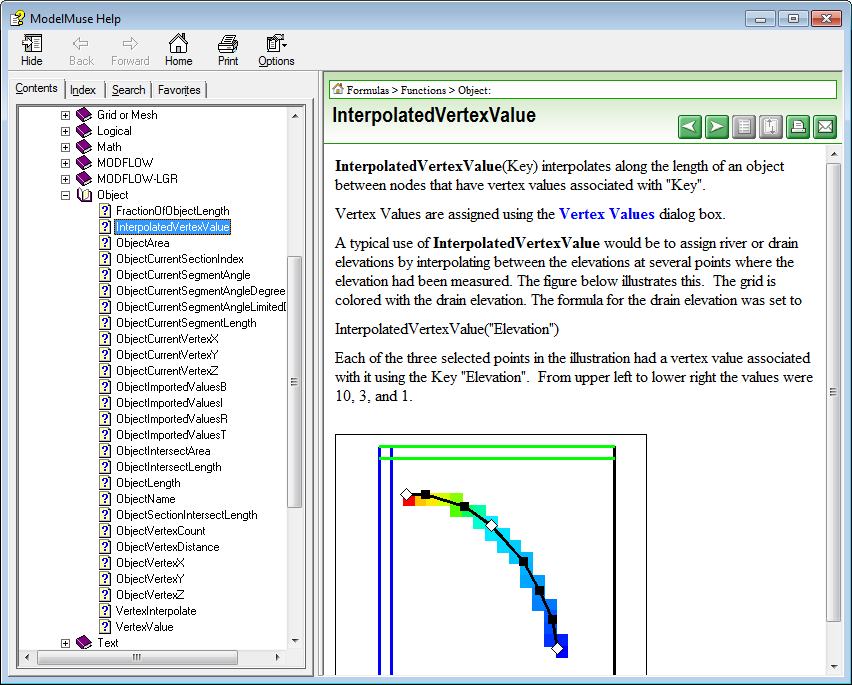 ModelMuse Help
Hide Back Forward Home Print Options
Contents Index Search Favorites
Grid or Mesh
Logical
Math
MODFLOW
MODFLOW-LGR
Object
FractionOfObjectLength
InterpolatedVertexValue
ObjectArea
ObjectCurrentSectionIndex
ObjectCurrentSegmentAngle
ObjectCurrentSegmentAngleDegree
ObjectCurrentSegmentAngleLimited
ObjectCurrentSegmentLength
ObjectCurrentVertexX
ObjectCurrentVertexY
ObjectCurrentVertexZ
ObjectImportedValuesB
ObjectImportedValuesI
ObjectImportedValuesR
ObjectImportedValuesT
ObjectIntersectArea
ObjectIntersectLength
ObjectLength
ObjectName
ObjectSectionIntersectLength
ObjectVertexCount
ObjectVertexDistance
ObjectVertexX
ObjectVertexY
ObjectVertexZ
VertexInterpolate
VertexValue
Text
Formulas > Functions > Object:
InterpolatedVertexValue
InterpolatedVertexValue(Key) interpolates along the length of an object
between nodes that have vertex values associated with "Key".
Vertex Values are assigned using the Vertex Values dialog box.
A typical use of InterpolatedVertexValue would be to assign river or drain
elevations by interpolating between the elevations at several points where the
elevation had been measured. The figure below illustrates this.  The grid is
colored with the drain elevation. The formula for the drain elevation was set to
InterpolatedVertexValue("Elevation")
Each of the three selected points in the illustration had a vertex value associated
with it using the Key "Elevation".  From upper left to lower right the values were
10, 3, and 1.